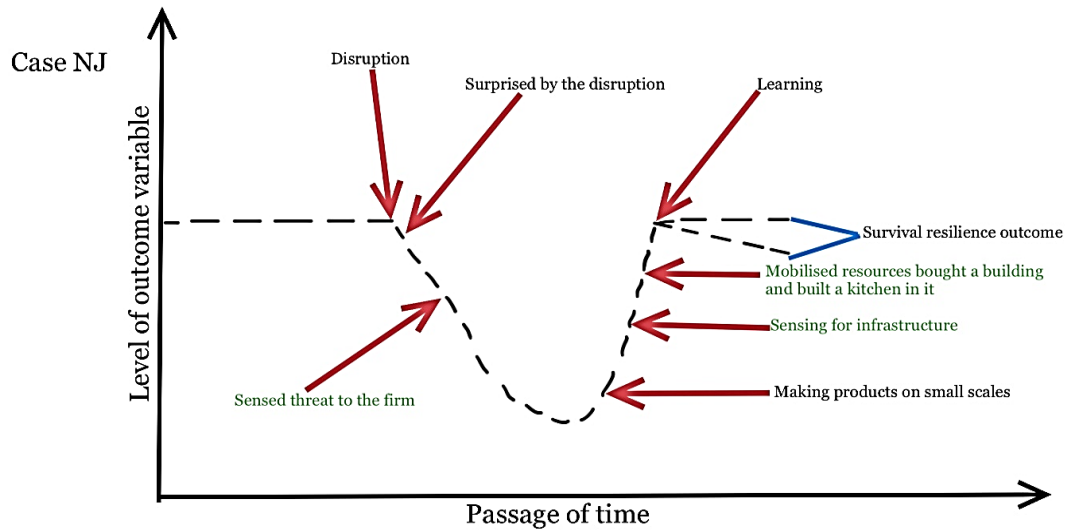 Case NJ
Disruption
Surprised by the disruption
Learning
Level of outcome variable
Survival resilience outcome
Mobilised resources bought a building
and built a kitchen in it
Sensing for infrastructure
Sensed threat to the firm
Making products on small scales
Passage of time